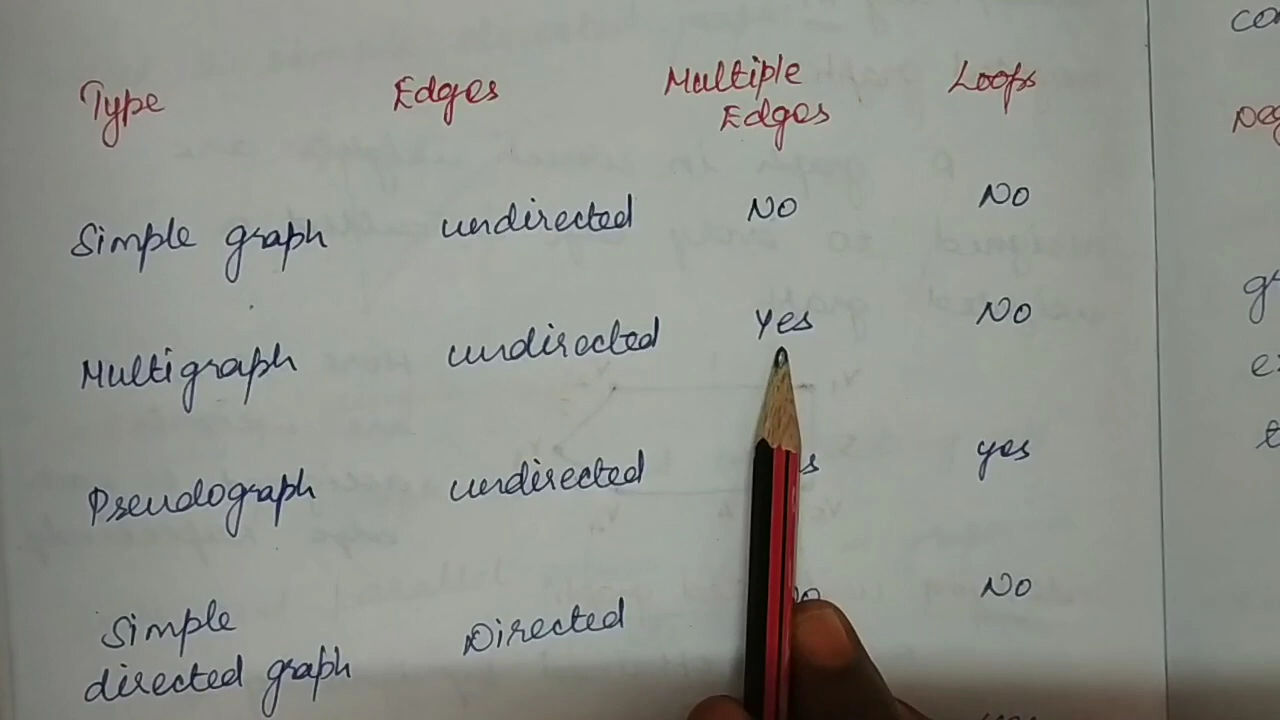 Type Edges Multiple Edges Loops
Simple graph undirected No No
Multigraph undirected Yes No
Pseudograph undirected yes
Simple directed graph Directed No